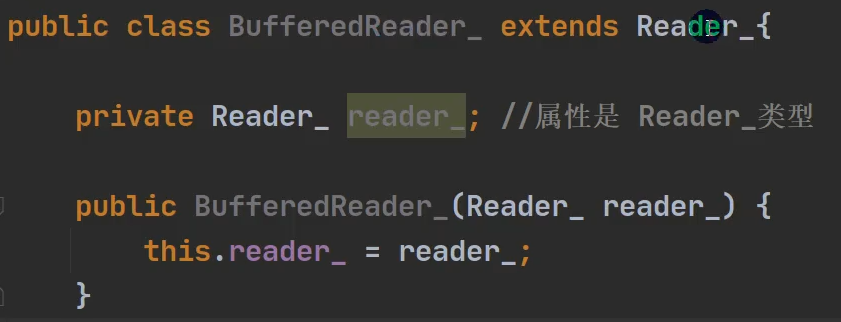 public class BufferedReader_ extends Reader_{
private Reader_ reader_; //属性是 Reader_类型
public BufferedReader_(Reader_ reader_) {
this.reader_ = reader_;
}